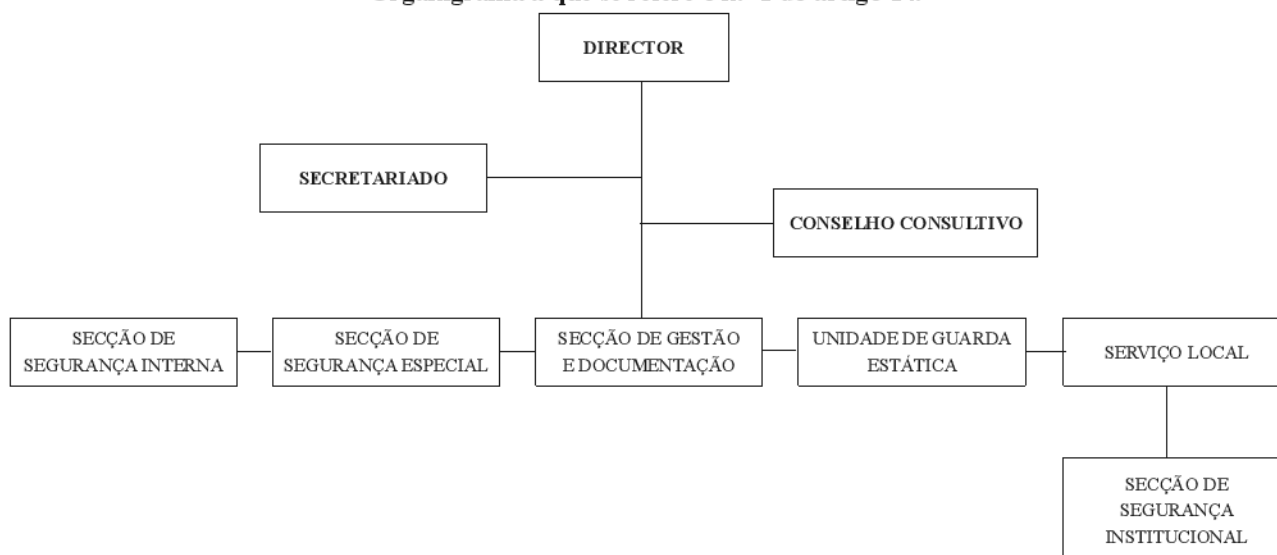 DIRECTOR
SECRETARIADO
CONSELHO CONSULTIVO
SECÇÃO DE
SEGURANÇA INTERNA
SECÇÃO DE
SEGURANÇA ESPECIAL
SECÇÃO DE GESTÃO
E DOCUMENTAÇÃO
UNIDADE DE GUARDA
ESTÁTICA
SERVIÇO LOCAL
SECÇÃO DE
SEGURANÇA
INSTITUCIONAL